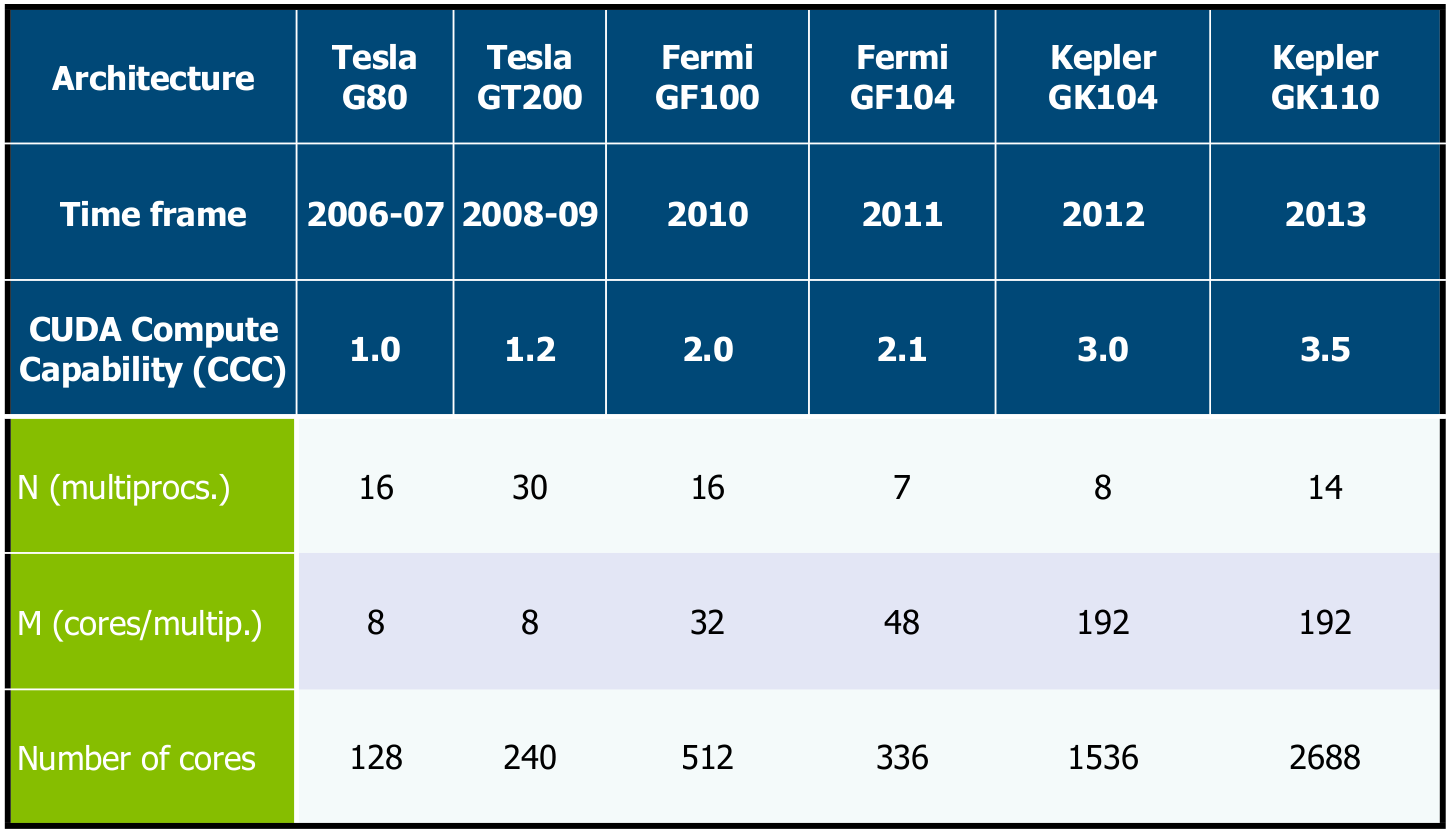 Architecture
Tesla
G80
Tesla
GT200
Fermi
GF100
Fermi
GF104
Kepler
GK104
Kepler
GK110
Time frame
2006-07
2008-09
2010
2011
2012
2013
CUDA Compute
Capability (CCC)
1.0
1.2
2.0
2.1
3.0
3.5
N (multiprocs.)
16
30
16
7
8
14
M (cores/multip.)
8
8
32
48
192
192
Number of cores
128
240
512
336
1536
2688